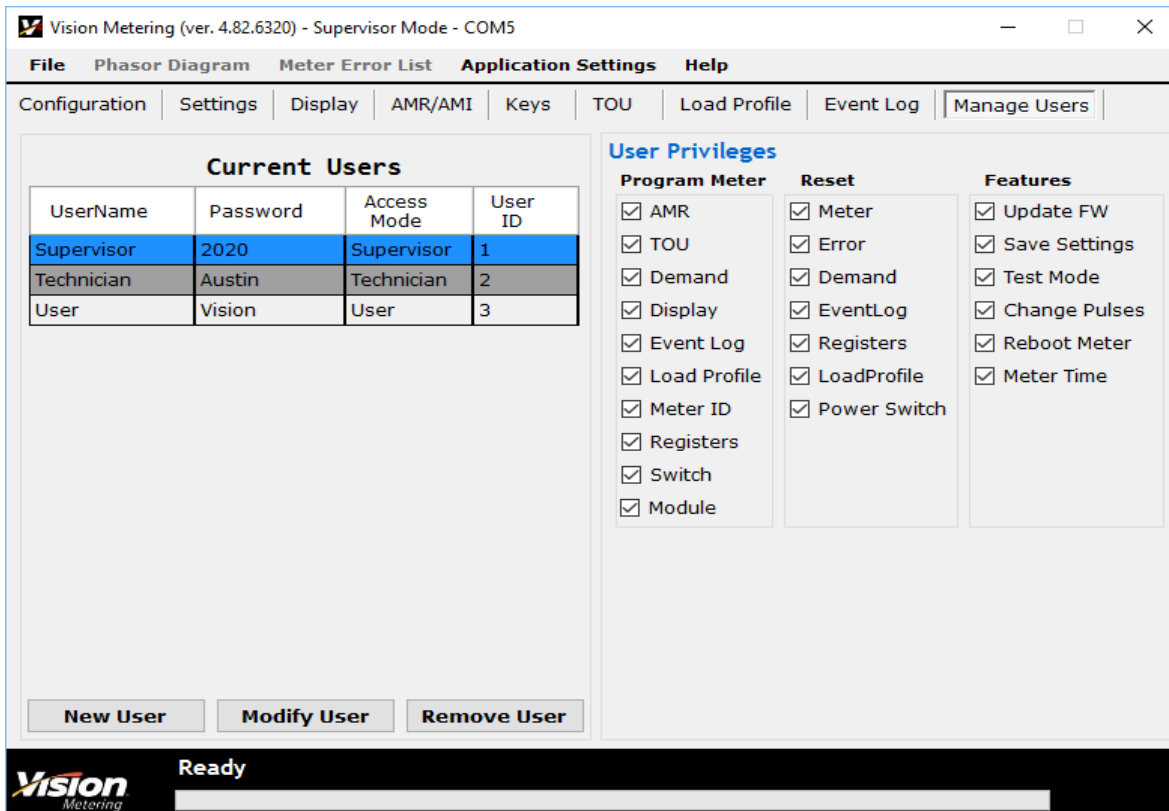 Vision Metering (ver. 4.82.6320) - Supervisor Mode - COM5
File Phasor Diagram Meter Error List Application Settings Help
Configuration Settings Display AMR/AMI Keys TOU Load Profile Event Log Manage Users
Current Users
UserName Password Access Mode User ID
Supervisor 2020 Supervisor 1
Technician Austin Technician 2
User Vision User 3
New User Modify User Remove User
User Privileges
Program Meter
AMR
TOU
Demand
Display
Event Log
Load Profile
Meter ID
Registers
Switch
Module
Reset
Meter
Error
Demand
EventLog
Registers
LoadProfile
Power Switch
Features
Update FW
Save Settings
Test Mode
Change Pulses
Reboot Meter
Meter Time
Vision
Metering
Ready